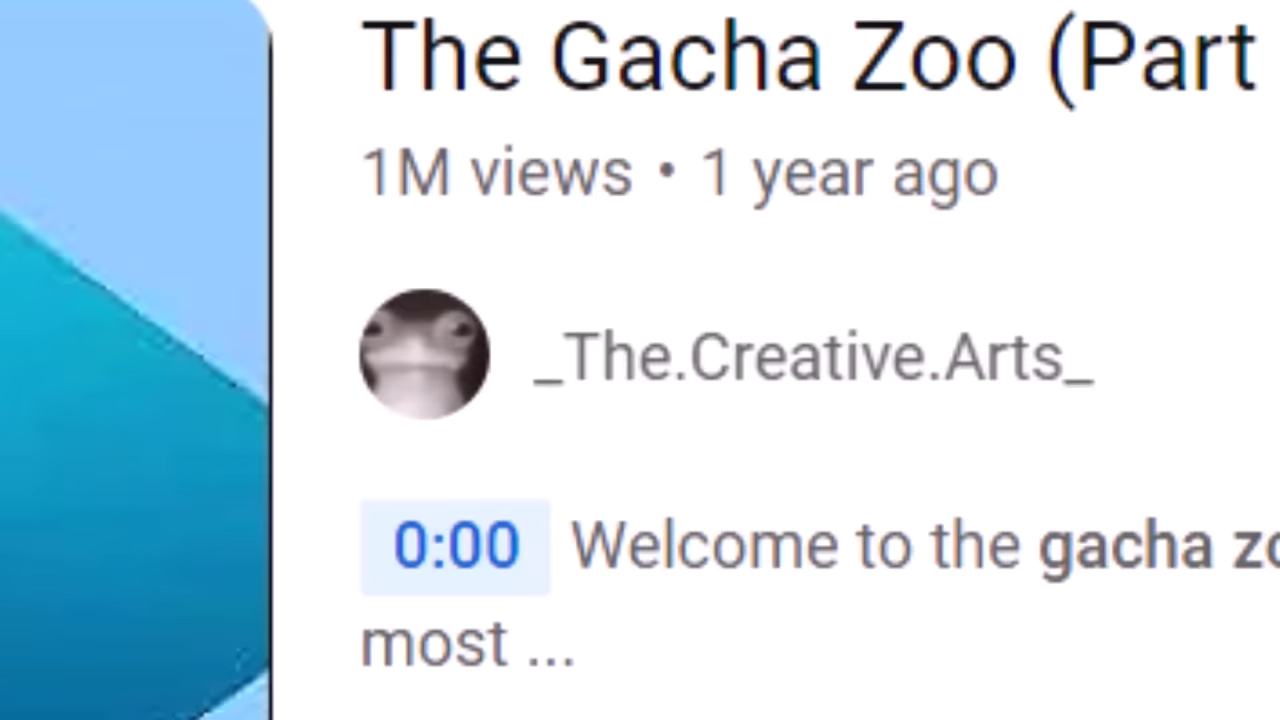 The Gacha Zoo (Part
1M views • 1 year ago
_The.Creative.Arts_
0:00 Welcome to the gacha zo
most ...